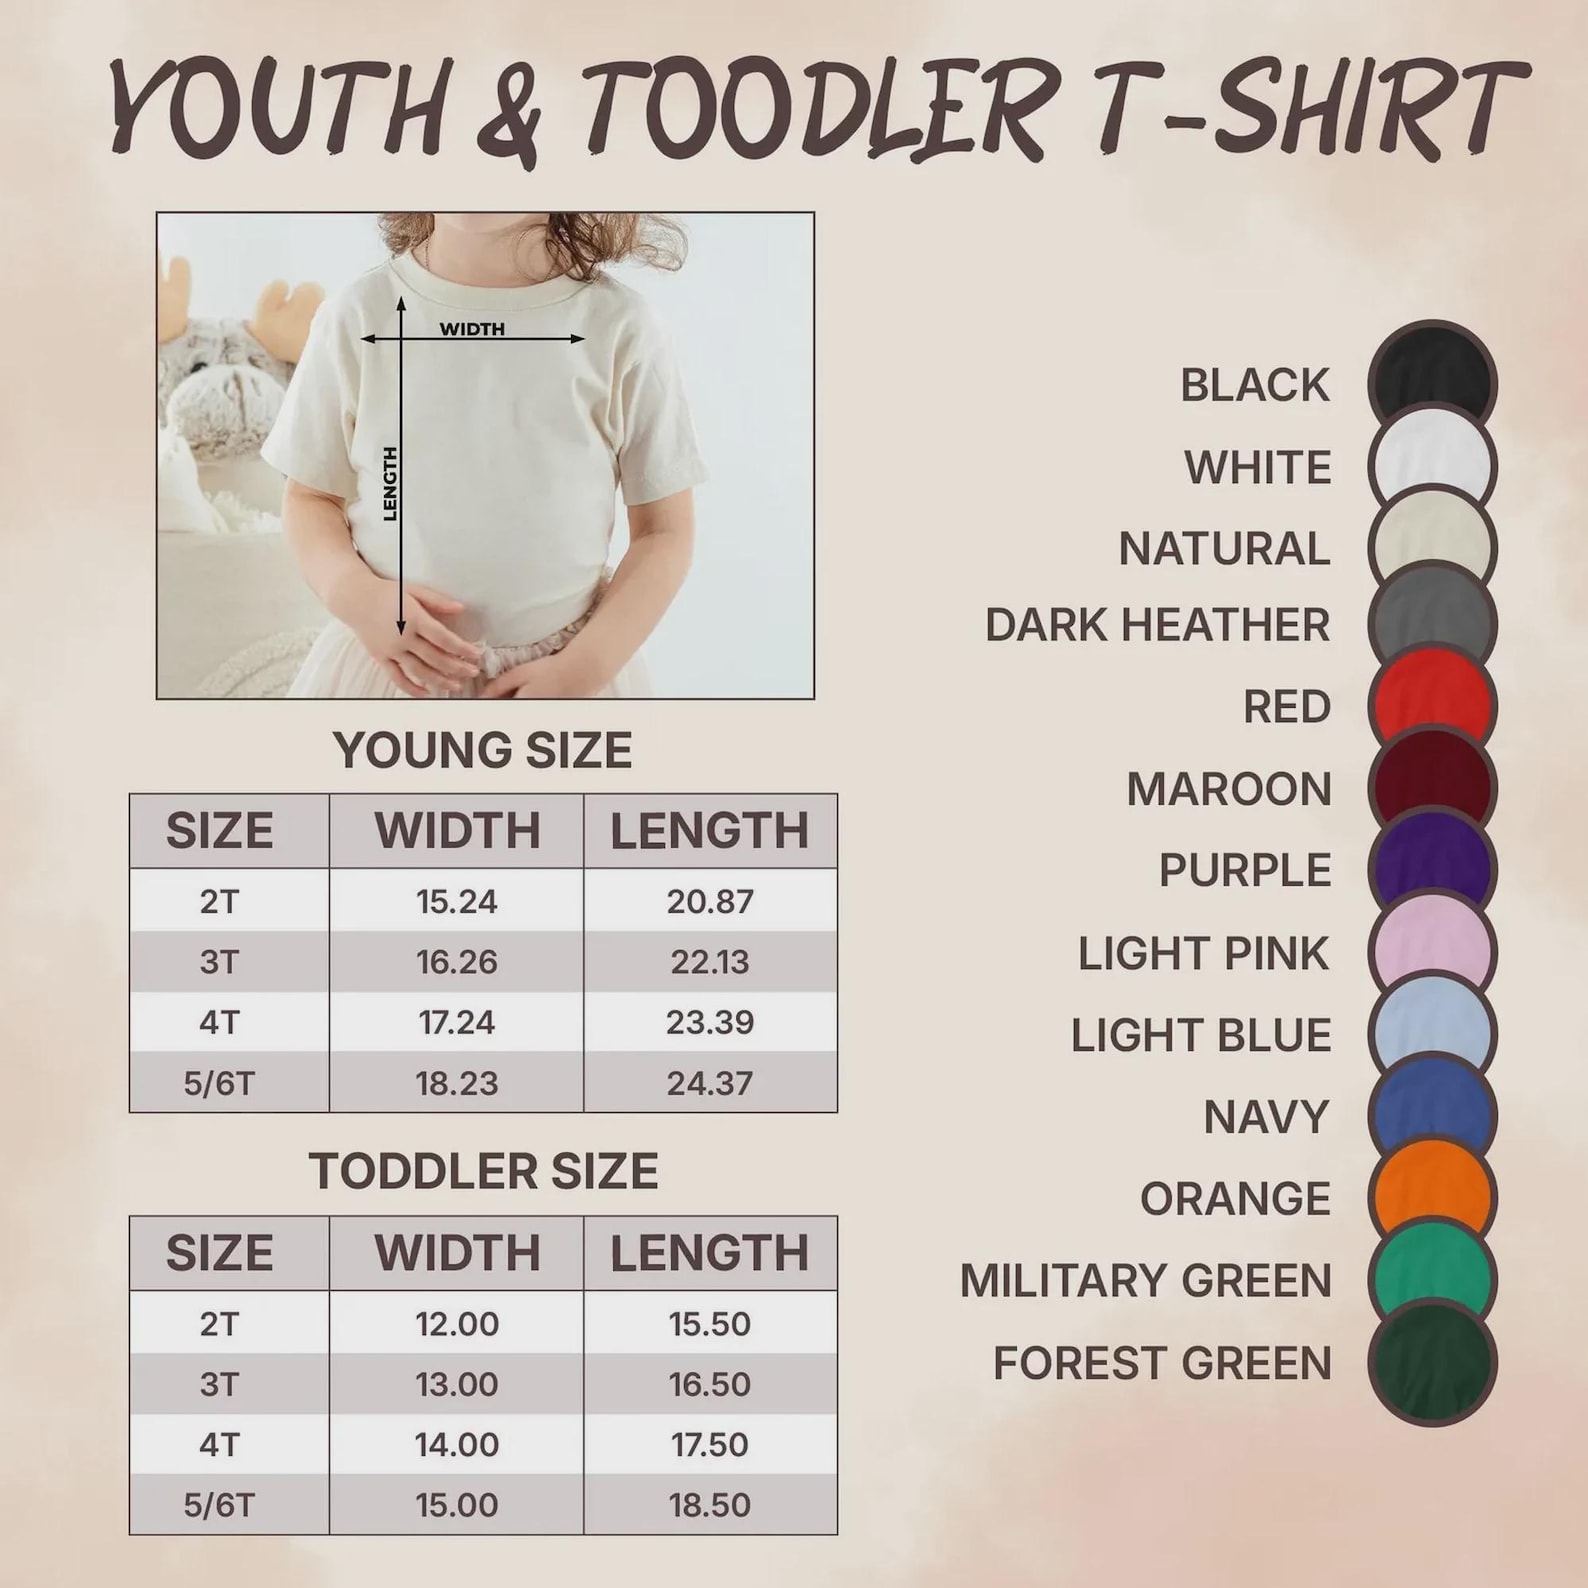 YOUTH & TOODLER T-SHIRT
WIDTH
LENGTH
YOUNG SIZE
SIZE WIDTH LENGTH
2T 15.24 20.87
3T 16.26 22.13
4T 17.24 23.39
5/6T 18.23 24.37
TODDLER SIZE
SIZE WIDTH LENGTH
2T 12.00 15.50
3T 13.00 16.50
4T 14.00 17.50
5/6T 15.00 18.50
BLACK
WHITE
NATURAL
DARK HEATHER
RED
MAROON
PURPLE
LIGHT PINK
LIGHT BLUE
NAVY
ORANGE
MILITARY GREEN
FOREST GREEN